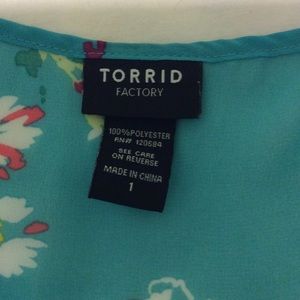 TORRID
FACTORY
100% POLYESTER
RN# 120684
SEE CARE
ON REVERSE
MADE IN CHINA
1